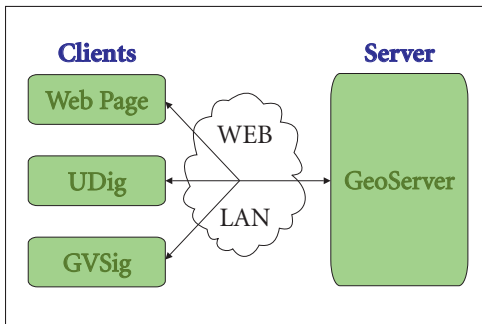 Clients
Server
Web Page
WEB
UDig
GeoServer
LAN
GVSig